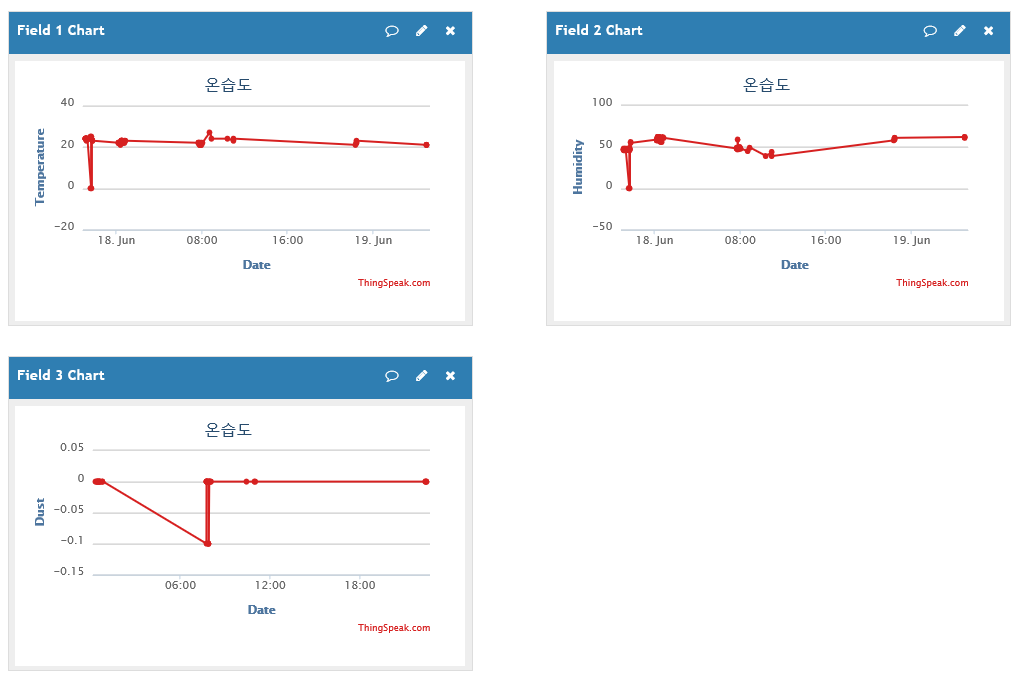 Field 1 Chart
온습도
Temperature
40
20
0
−20
18. Jun
08:00
16:00
19. Jun
Date
ThingSpeak.com
Field 2 Chart
온습도
Humidity
100
50
0
−50
18. Jun
08:00
16:00
19. Jun
Date
ThingSpeak.com
Field 3 Chart
온습도
Dust
0.05
0
−0.05
−0.1
−0.15
06:00
12:00
18:00
Date
ThingSpeak.com